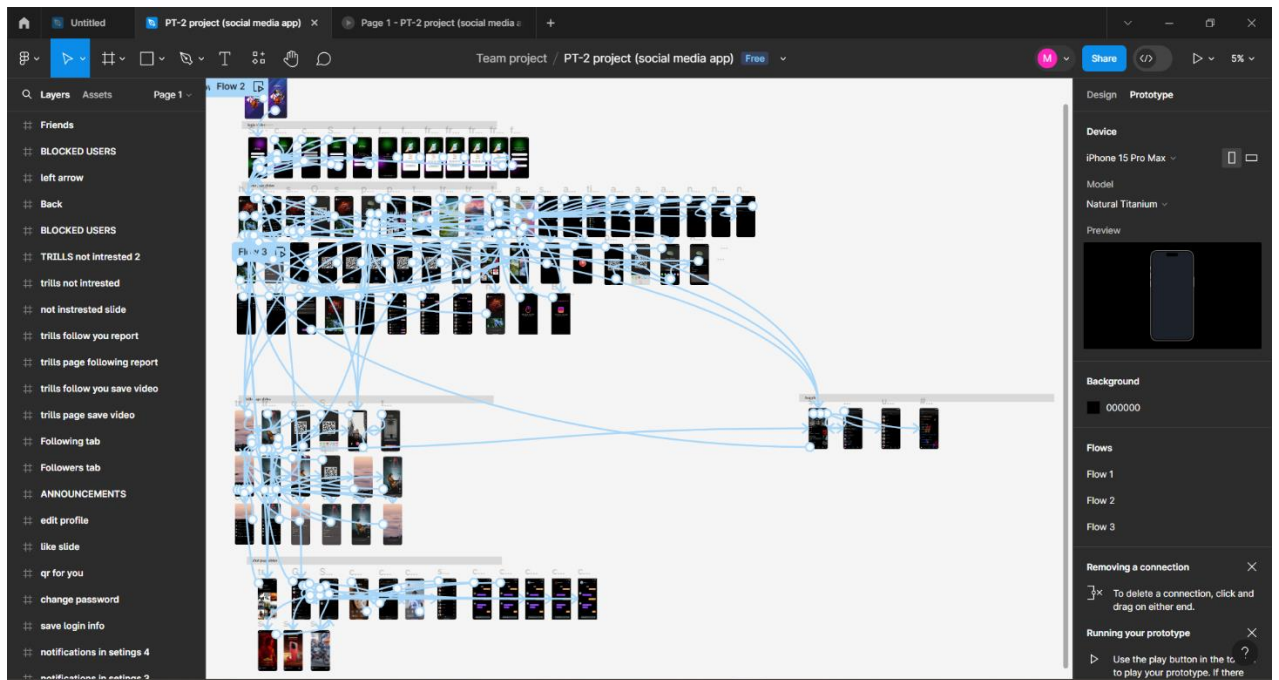 Untitled
PT-2 project (social media app)
Page 1 - PT-2 project (social media a
Team project / PT-2 project (social media app) Free
M
Share
5%
Layers Assets Page 1
Friends
BLOCKED USERS
left arrow
Back
BLOCKED USERS
TRILLS not intrested 2
trills not intrested
not instrested slide
trills follow you report
trills page following report
trills follow you save video
trills page save video
Following tab
Followers tab
ANNOUNCEMENTS
edit profile
like slide
qr for you
change password
save login info
notifications in setings 4
notifications in setings 3
Flow 2
Flow 3
Design Prototype
Device
iPhone 15 Pro Max
Model
Natural Titanium
Preview
Background
000000
Flows
Flow 1
Flow 2
Flow 3
Removing a connection
To delete a connection, click and
drag on either end.
Running your prototype
Use the play button in the to
to play your prototype. If there
?